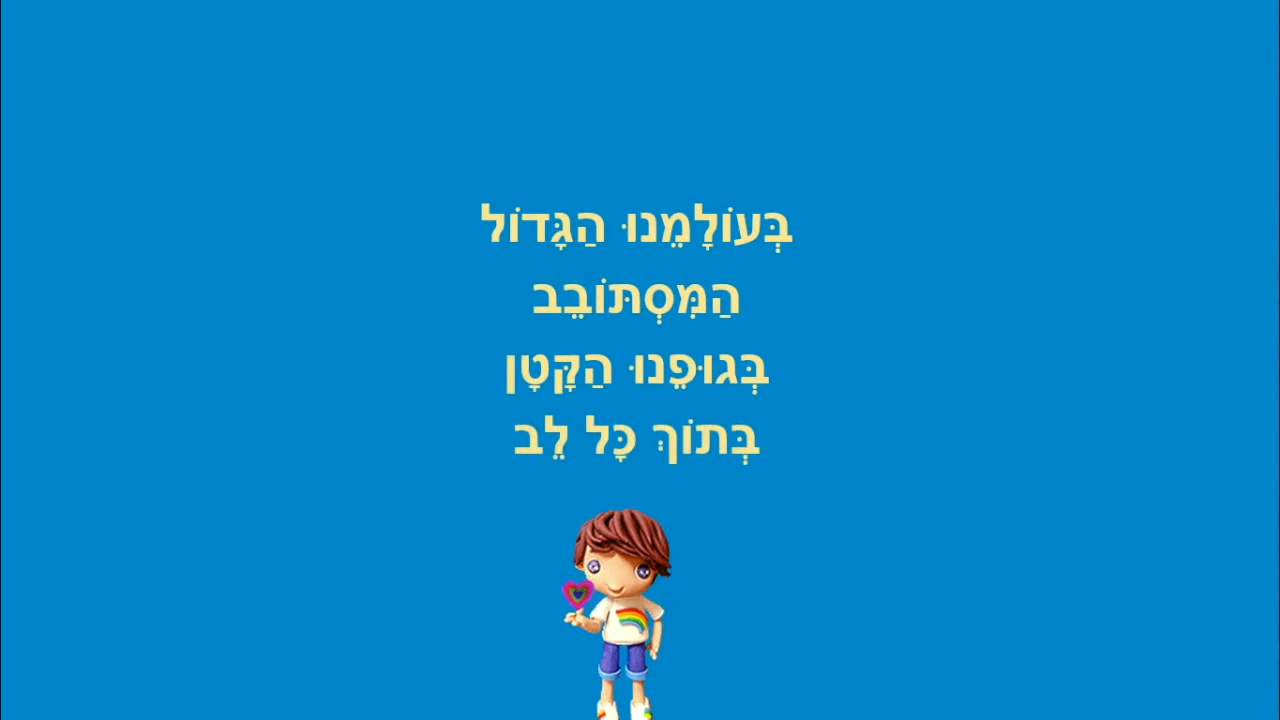 בְּעוֹלָמֵנוּ הַגָּדוֹל
הַמִּסְתּוֹבֵב
בְּגוּפֵנוּ הַקָּטָן
בְּתוֹךְ כָּל לֵב